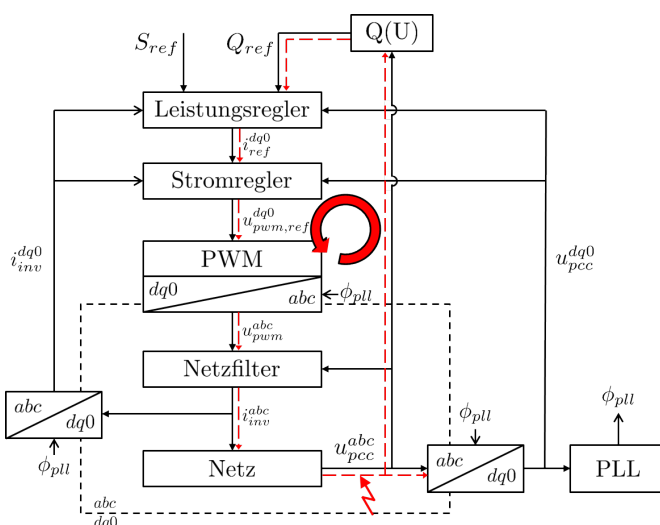 Q(U)
S_ref
Q_ref
Leistungsregler
i_ref^dq0
Stromregler
u_pwm,ref^dq0
i_inv^dq0
PWM
u_pcc^dq0
dq0
abc
ϕ_pll
u_pwm^abc
Netzfilter
abc
dq0
i_inv^abc
ϕ_pll
ϕ_pll
u_pcc^abc
ϕ_pll
Netz
abc
dq0
PLL
abc
dq0